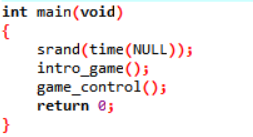 int main(void)
{
    srand(time(NULL));
    intro_game();
    game_control();
    return 0;
}